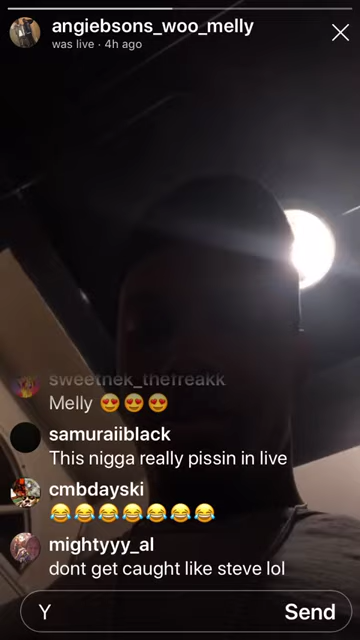 angiebsons_woo_melly
was live · 4h ago
sweetnek_thefreakk
Melly 😍😍😍
samuraiiblack
This nigga really pissin in live
cmbdayski
😂😂😂😂😂😂😂
mightyyy_al
dont get caught like steve lol
Y
Send